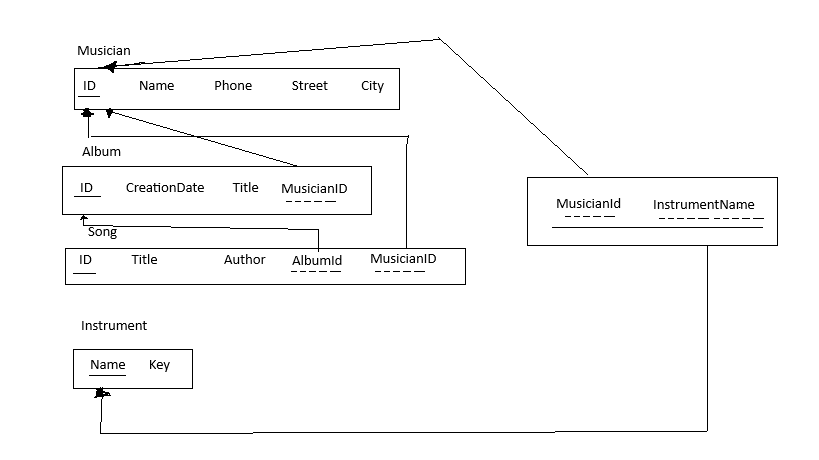 Musician
ID Name Phone Street City
Album
ID CreationDate Title MusicianID
MusicianId InstrumentName
Song
ID Title Author AlbumId MusicianID
Instrument
Name Key